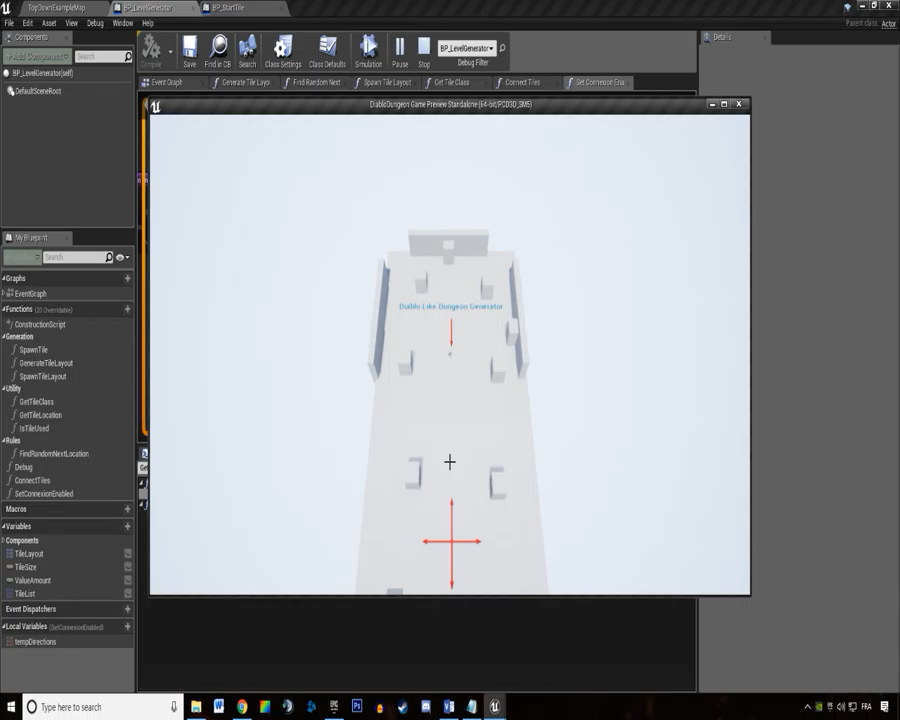 TopDownExampleMap
BP_LevelGenerator
BP_StartTile
File
Edit
Asset
View
Debug
Window
Help
Parent class: Actor
Components
Details
+Add Component
Search
BP_LevelGenerator(self)
DefaultSceneRoot
Compile
Save
Find in CB
Search
Class Settings
Class Defaults
Simulation
Pause
Stop
BP_LevelGenerator
Debug Filter
Event Graph
Generate Tile Layo
Find Random Next
Spawn Tile Layout
Get Tile Class
Connect Tiles
Set Connexion Ena
DiabloDungeon Game Preview Standalone (64-bit/PCD3D_SM5)
Diablo Like Dungeon Generator
My Blueprint
Search
Graphs
EventGraph
Functions (20 Overridable)
ConstructionScript
Generation
SpawnTile
GenerateTileLayout
SpawnTileLayout
Utility
GetTileClass
GetTileLocation
IsTileUsed
Rules
FindRandomNextLocation
Debug
ConnectTiles
SetConnexionEnabled
Macros
Variables
Components
TileLayout
TileSize
ValueAmount
TileList
Event Dispatchers
Local Variables (SetConnexionEnabled)
tempDirections
Type here to search
FRA